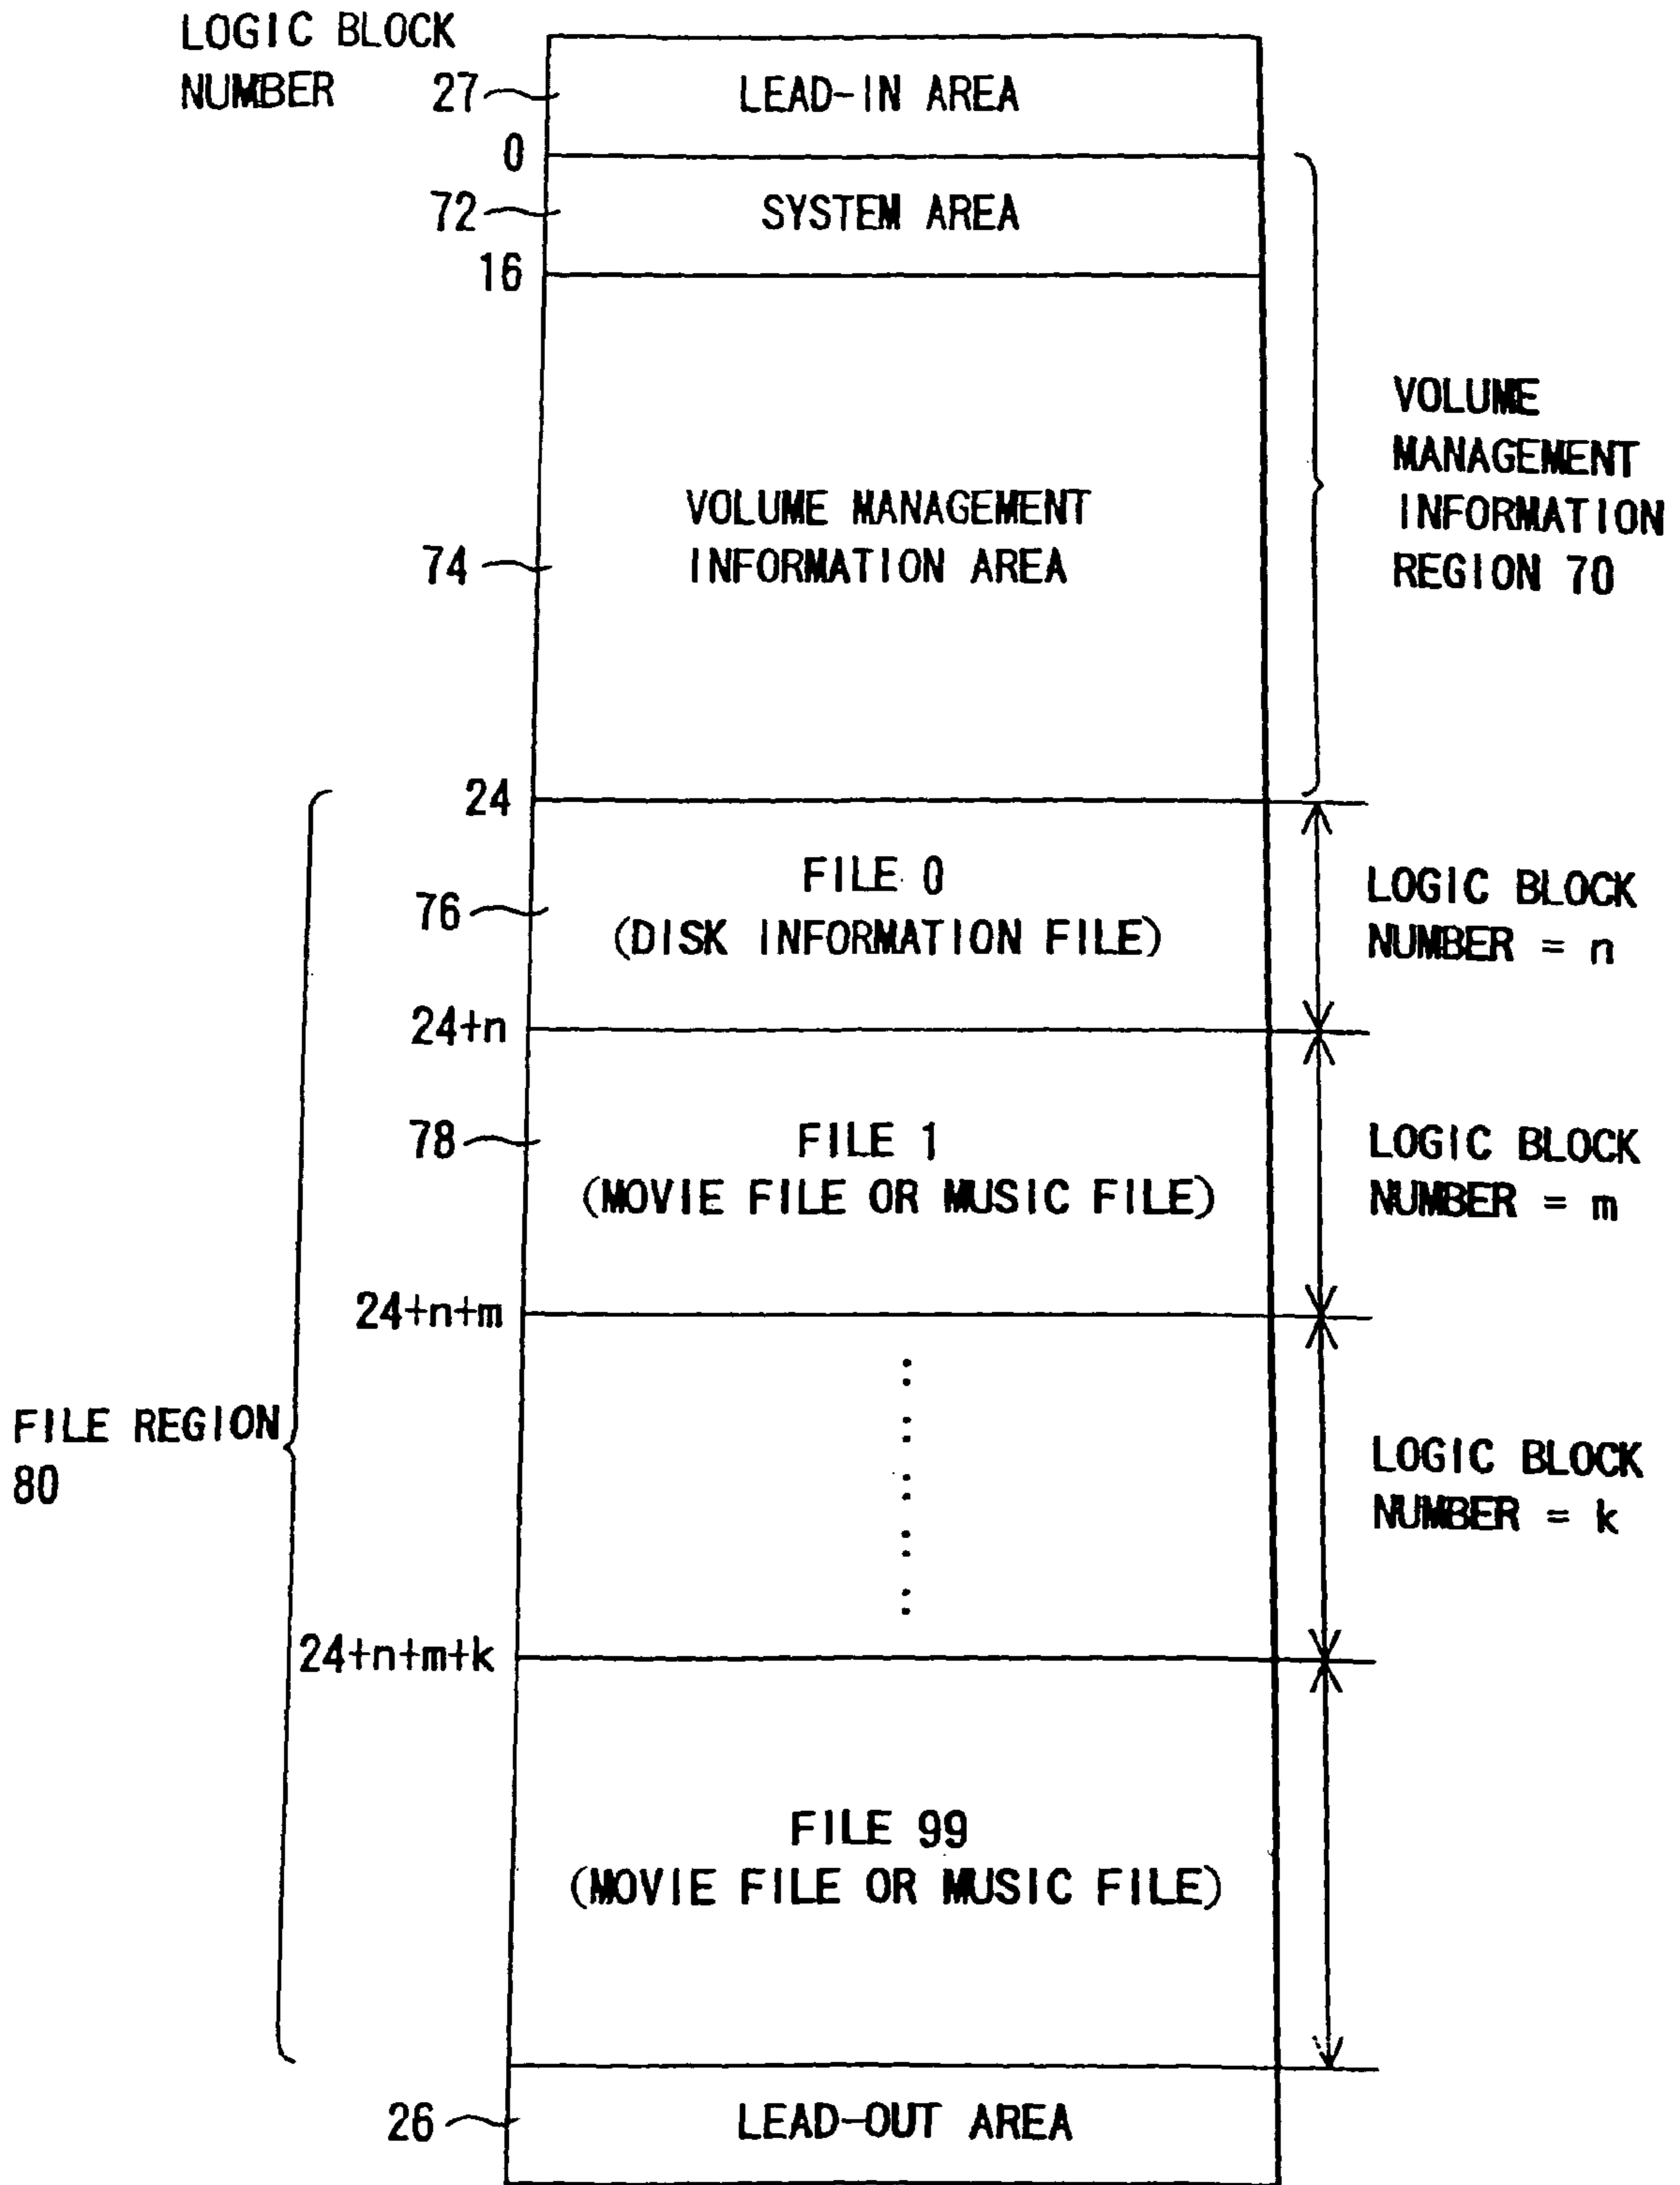 LOGIC BLOCK
NUMBER
27
LEAD-IN AREA
0
72
SYSTEM AREA
16
VOLUME
MANAGEMENT
INFORMATION
REGION 70
VOLUME MANAGEMENT
INFORMATION AREA
74
24
FILE 0
(DISK INFORMATION FILE)
76
LOGIC BLOCK
NUMBER = n
24+n
78
FILE 1
(MOVIE FILE OR MUSIC FILE)
LOGIC BLOCK
NUMBER = m
24+n+m
FILE REGION
80
LOGIC BLOCK
NUMBER = k
24+n+m+k
FILE 99
(MOVIE FILE OR MUSIC FILE)
26
LEAD-OUT AREA